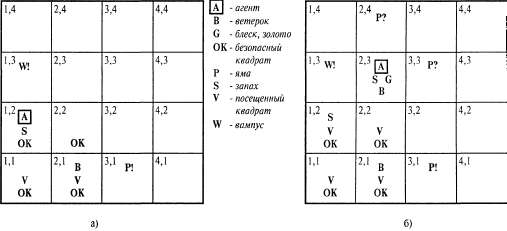 1,4 2,4 3,4 4,4
1,3 W! 2,3 3,3 4,3
1,2 A 2,2 3,2 4,2
S
OK OK
1,1 2,1 B 3,1 P! 4,1
V V
OK OK
а)
A - агент
B - ветерок
G - блеск, золото
OK - безопасный
квадрат
P - яма
S - запах
V - посещенный
квадрат
W - вампус
1,4 2,4 P? 3,4 4,4
1,3 W! 2,3 A 3,3 P? 4,3
S G
B
1,2 S 2,2 3,2 4,2
V V
OK OK
1,1 2,1 B 3,1 P! 4,1
V V
OK OK
б)